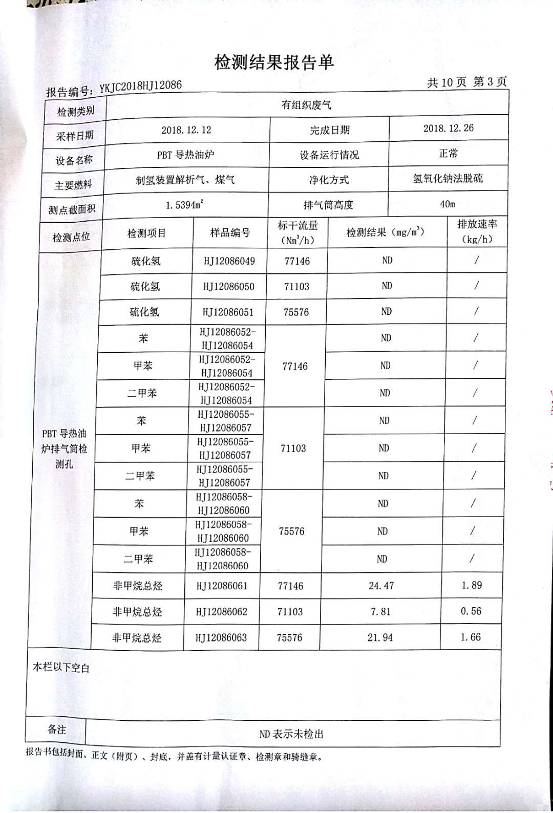 检测结果报告单
报告编号: YKJC2018HJ12086 共 10 页 第 3 页
检测类别 有组织废气
采样日期 2018.12.12 完成日期 2018.12.26
设备名称 PBT 导热油炉 设备运行情况 正常
主要燃料 制氢装置解析气、煤气 净化方式 氢氧化钠法脱硫
测点截面积 1.5394m² 排气筒高度 40m
检测点位 检测项目 样品编号 标干流量 (Nm³/h) 检测结果 (mg/m³) 排放速率 (kg/h)
PBT 导热油
炉排气筒检
测孔
硫化氢 HJ12086049 77146 ND /
硫化氢 HJ12086050 71103 ND /
硫化氢 HJ12086051 75576 ND /
苯 HJ12086052-HJ12086054 77146 ND /
甲苯 HJ12086052-HJ12086054 ND /
二甲苯 HJ12086052-HJ12086054 ND /
苯 HJ12086055-HJ12086057 71103 ND /
甲苯 HJ12086055-HJ12086057 ND /
二甲苯 HJ12086055-HJ12086057 ND /
苯 HJ12086058-HJ12086060 75576 ND /
甲苯 HJ12086058-HJ12086060 ND /
二甲苯 HJ12086058-HJ12086060 ND /
非甲烷总烃 HJ12086061 77146 24.47 1.89
非甲烷总烃 HJ12086062 71103 7.81 0.56
非甲烷总烃 HJ12086063 75576 21.94 1.66
本栏以下空白
备注 ND 表示未检出
报告书包括封面、正文（附页）、封底，并盖有计量认证章、检测章和骑缝章。